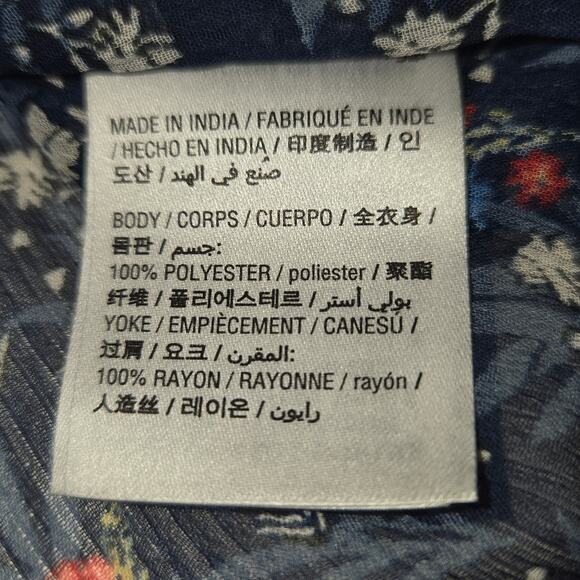 MADE IN INDIA / FABRIQUÉ EN INDE
/ HECHO EN INDIA / 印度制造 / 인
도산 / صُنع في الهند
BODY / CORPS / CUERPO / 全衣身 /
몸판 / جسم:
100% POLYESTER / poliester / 聚酯
纤维 / 폴리에스테르 / بولي أستر
YOKE / EMPIÈCEMENT / CANESÚ /
过肩 / 요크 / المقرن:
100% RAYON / RAYONNE / rayón /
人造丝 / 레이온 / رايون